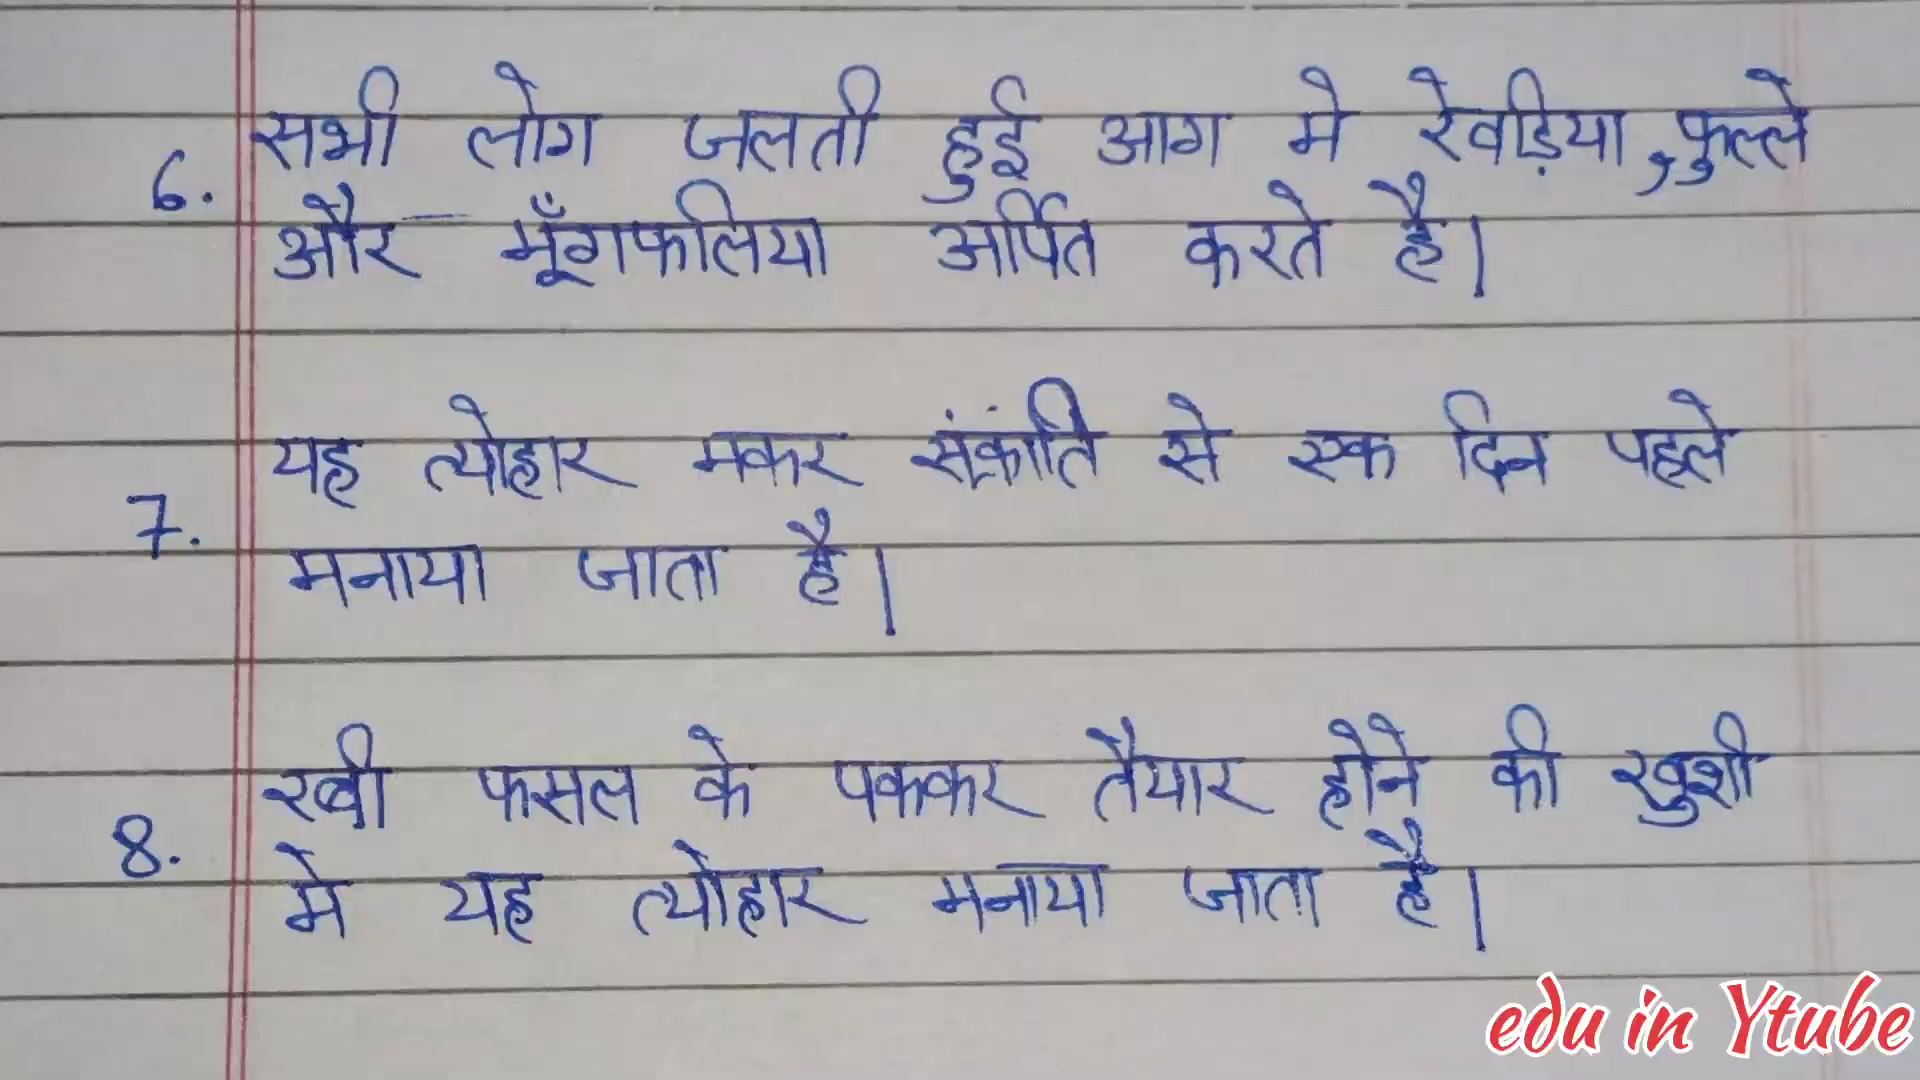 6. सभी लोग जलती हुई आग मे रेवड़िया, फुल्ले
और मूँगफलिया अर्पित करते है।
7. यह त्योहार मकर संक्रांति से एक दिन पहले
मनाया जाता है।
8. रबी फसल के पककर तैयार होने की खुशी
मे यह त्योहार मनाया जाता है।
edu in Ytube